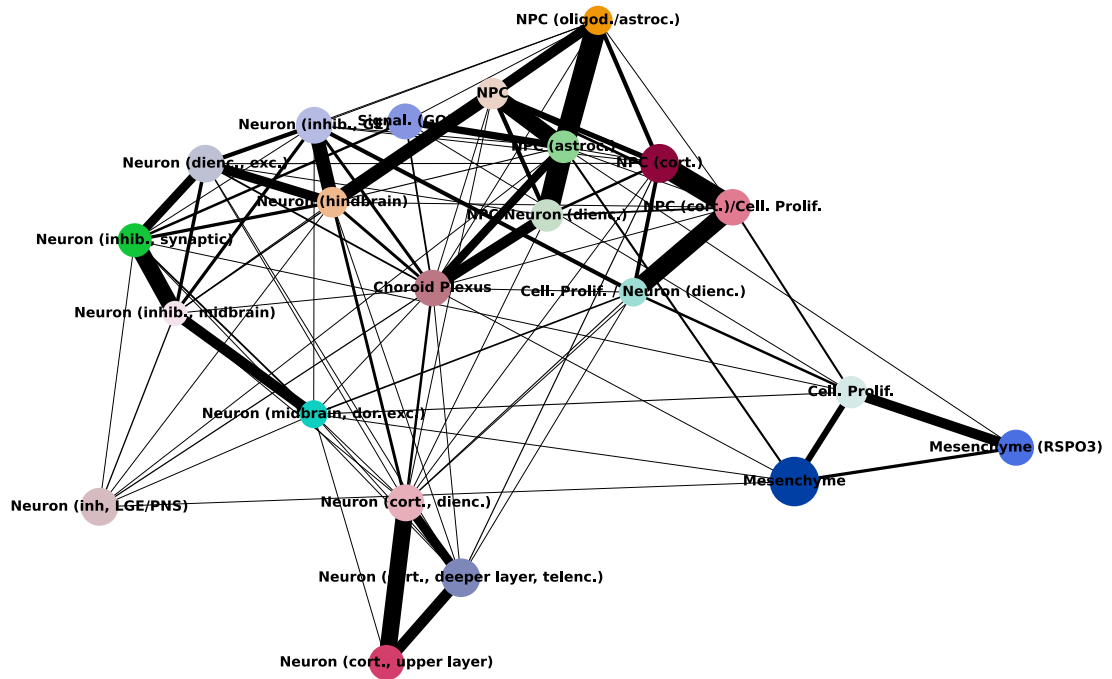 NPC (oligod./astroc.)
NPC
Signal. (GO
Neuron (inhib., GE)
NPC (astroc.)
Neuron (dienc., exc.)
NPC (cort.)
Neuron (hindbrain)
NPC (cort.)/Cell. Prolif.
NPC/Neuron (dienc.)
Neuron (inhib., synaptic)
Choroid Plexus
Cell. Prolif. / Neuron (dienc.)
Neuron (inhib., midbrain)
Cell. Prolif.
Neuron (midbrain, dor. exc.)
Mesenchyme (RSPO3)
Mesenchyme
Neuron (cort., dienc.)
Neuron (inh, LGE/PNS)
Neuron (cort., deeper layer, telenc.)
Neuron (cort., upper layer)